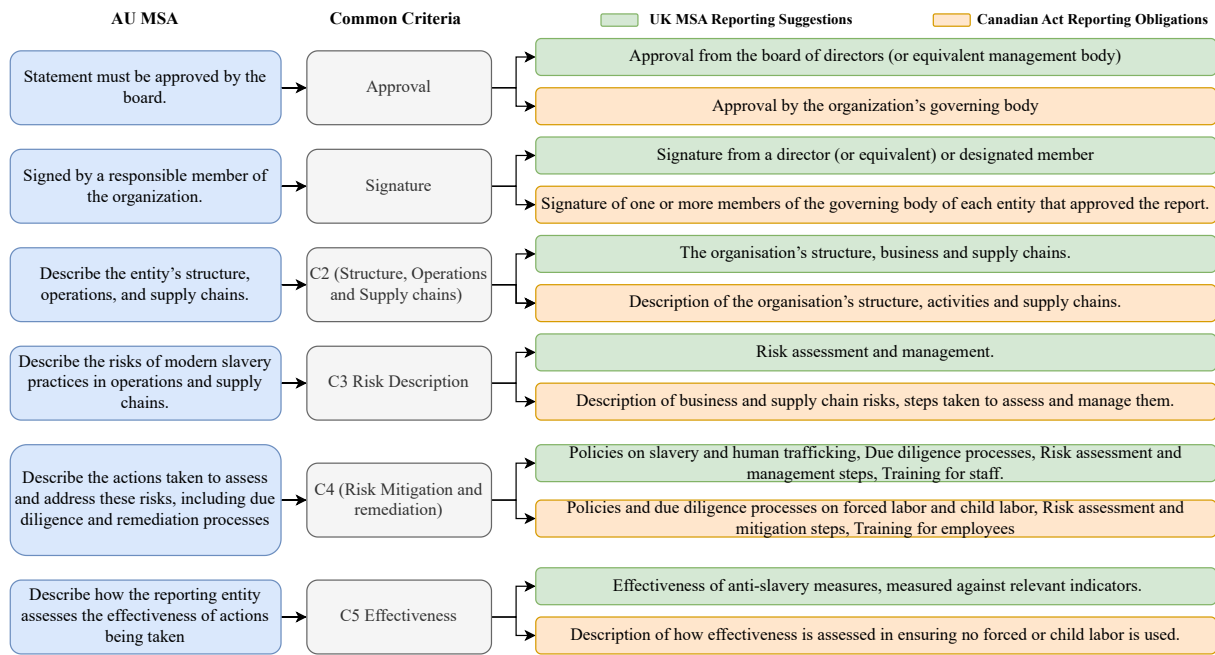 AU MSA
Common Criteria
UK MSA Reporting Suggestions
Canadian Act Reporting Obligations
Statement must be approved by the
board.
Approval
Approval from the board of directors (or equivalent management body)
Approval by the organization’s governing body
Signed by a responsible member of
the organization.
Signature
Signature from a director (or equivalent) or designated member
Signature of one or more members of the governing body of each entity that approved the report.
Describe the entity’s structure,
operations, and supply chains.
C2 (Structure, Operations
and Supply chains)
The organisation’s structure, business and supply chains.
Description of the organisation’s structure, activities and supply chains.
Describe the risks of modern slavery
practices in operations and supply
chains.
C3 Risk Description
Risk assessment and management.
Description of business and supply chain risks, steps taken to assess and manage them.
Describe the actions taken to assess
and address these risks, including due
diligence and remediation processes
C4 (Risk Mitigation and
remediation)
Policies on slavery and human trafficking, Due diligence processes, Risk assessment and
management steps, Training for staff.
Policies and due diligence processes on forced labor and child labor, Risk assessment and
mitigation steps, Training for employees
Describe how the reporting entity
assesses the effectiveness of actions
being taken
C5 Effectiveness
Effectiveness of anti-slavery measures, measured against relevant indicators.
Description of how effectiveness is assessed in ensuring no forced or child labor is used.